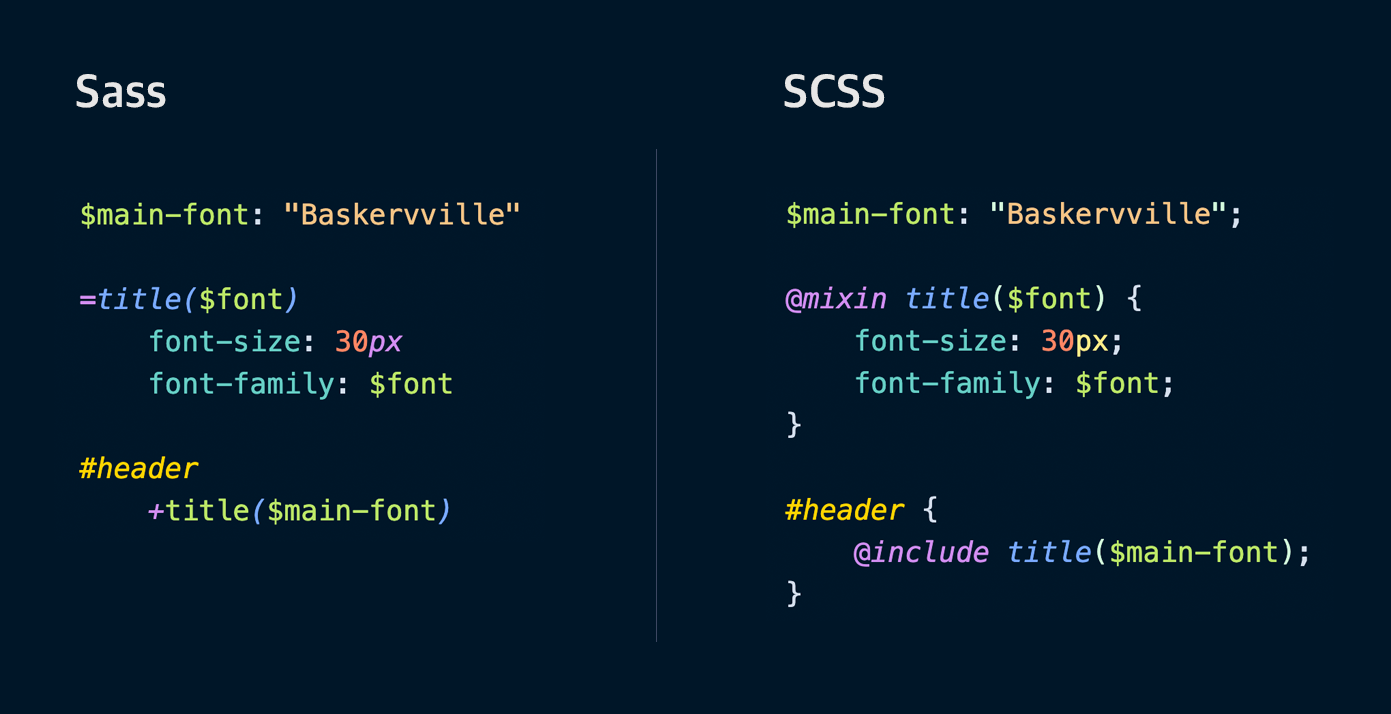 Sass
$main-font: "Baskervville"
=title($font)
    font-size: 30px
    font-family: $font
#header
    +title($main-font)
SCSS
$main-font: "Baskervville";
@mixin title($font) {
    font-size: 30px;
    font-family: $font;
}
#header {
    @include title($main-font);
}